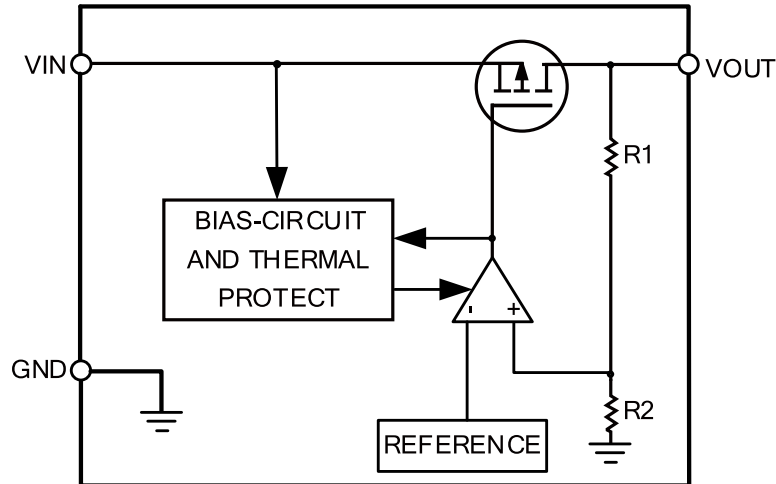 VIN
VOUT
R1
BIAS-CIRCUIT
AND THERMAL
PROTECT
- +
GND
R2
REFERENCE